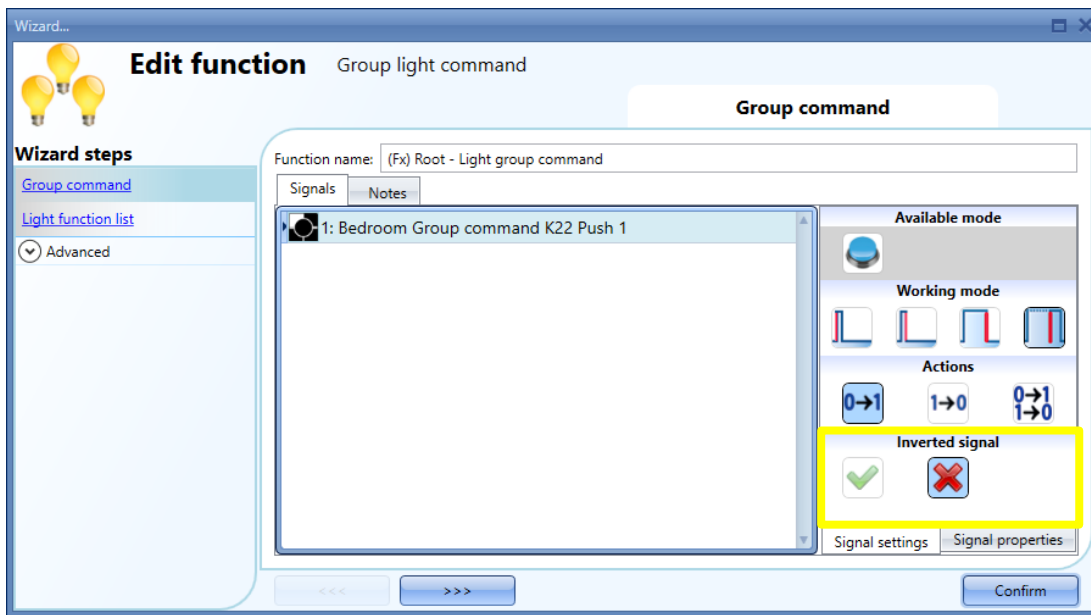 Wizard...
Edit function Group light command
Group command
Wizard steps
Group command
Light function list
Advanced
Function name: (Fx) Root - Light group command
Signals Notes
1: Bedroom Group command K22 Push 1
Available mode
Working mode
Actions
0→1 1→0 0→1
1→0
Inverted signal
Signal settings Signal properties
<<< >>> Confirm